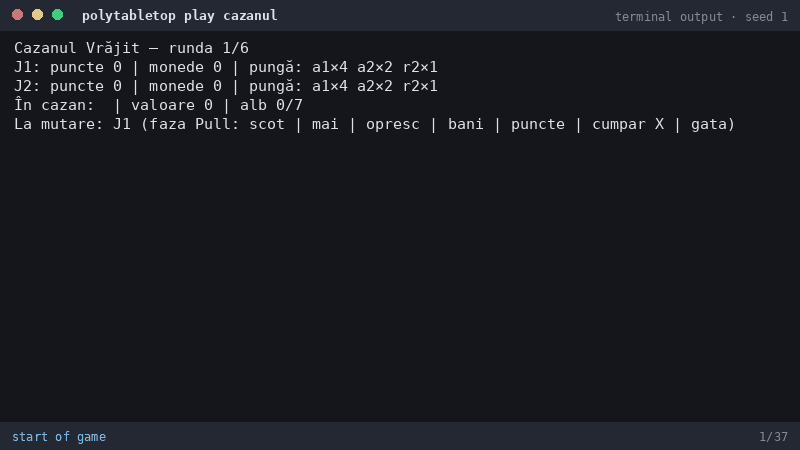 polytabletop play cazanul
terminal output · seed 1
Cazanul Vrăjit — runda 1/6
J1: puncte 0 | monede 0 | pungă: a1×4 a2×2 r2×1
J2: puncte 0 | monede 0 | pungă: a1×4 a2×2 r2×1
În cazan:  | valoare 0 | alb 0/7
La mutare: J1 (faza Pull: scot | mai | opresc | bani | puncte | cumpar X | gata)
start of game
1/37